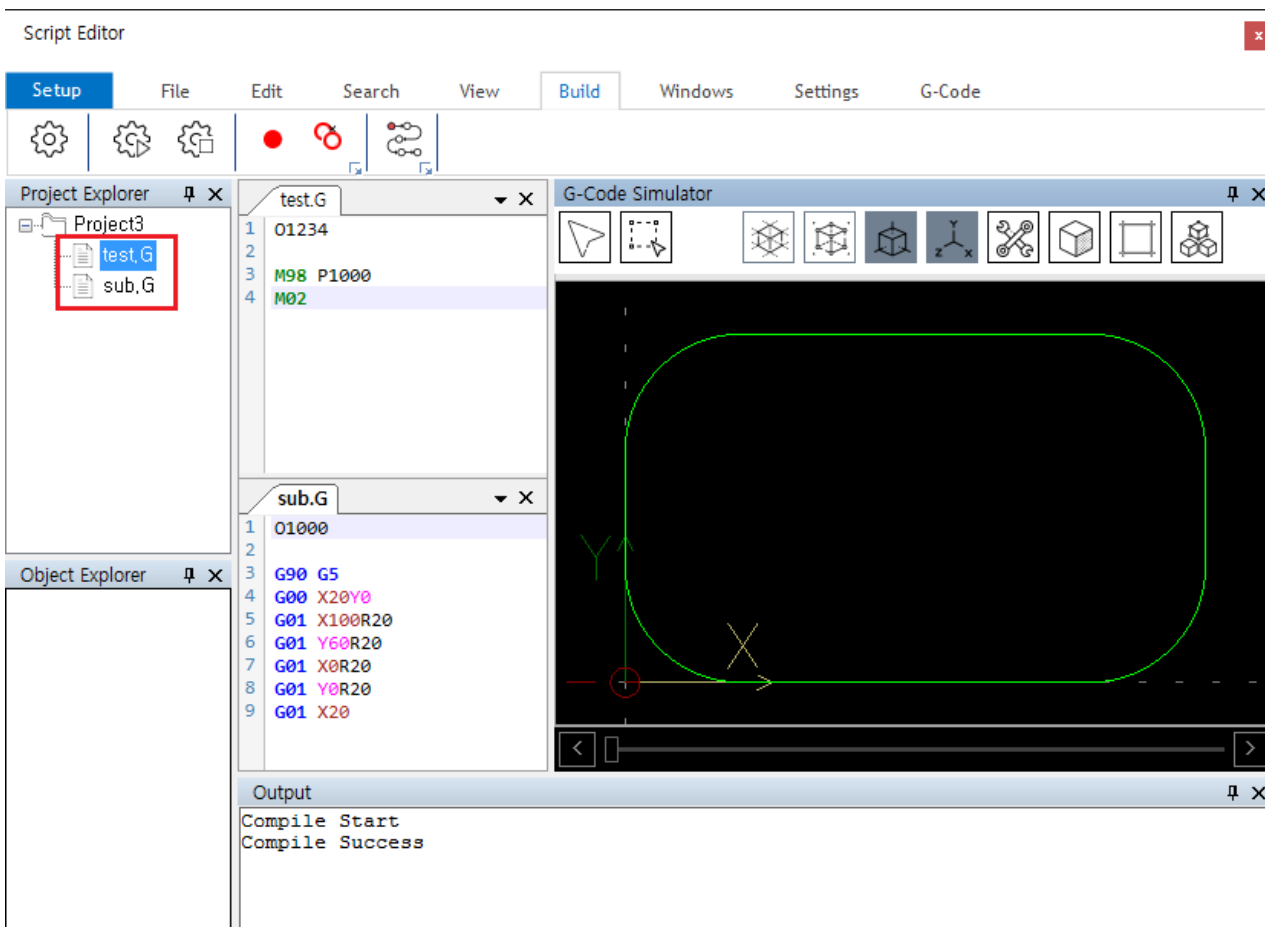 Script Editor
x
Setup File Edit Search View Build Windows Settings G-Code
Project Explorer
Project3
test,G
sub,G
Object Explorer
test.G
1 O1234
2
3 M98 P1000
4 M02
sub.G
1 O1000
2
3 G90 G5
4 G00 X20Y0
5 G01 X100R20
6 G01 Y60R20
7 G01 X0R20
8 G01 Y0R20
9 G01 X20
G-Code Simulator
Y
z x
Y
X
Output
Compile Start
Compile Success